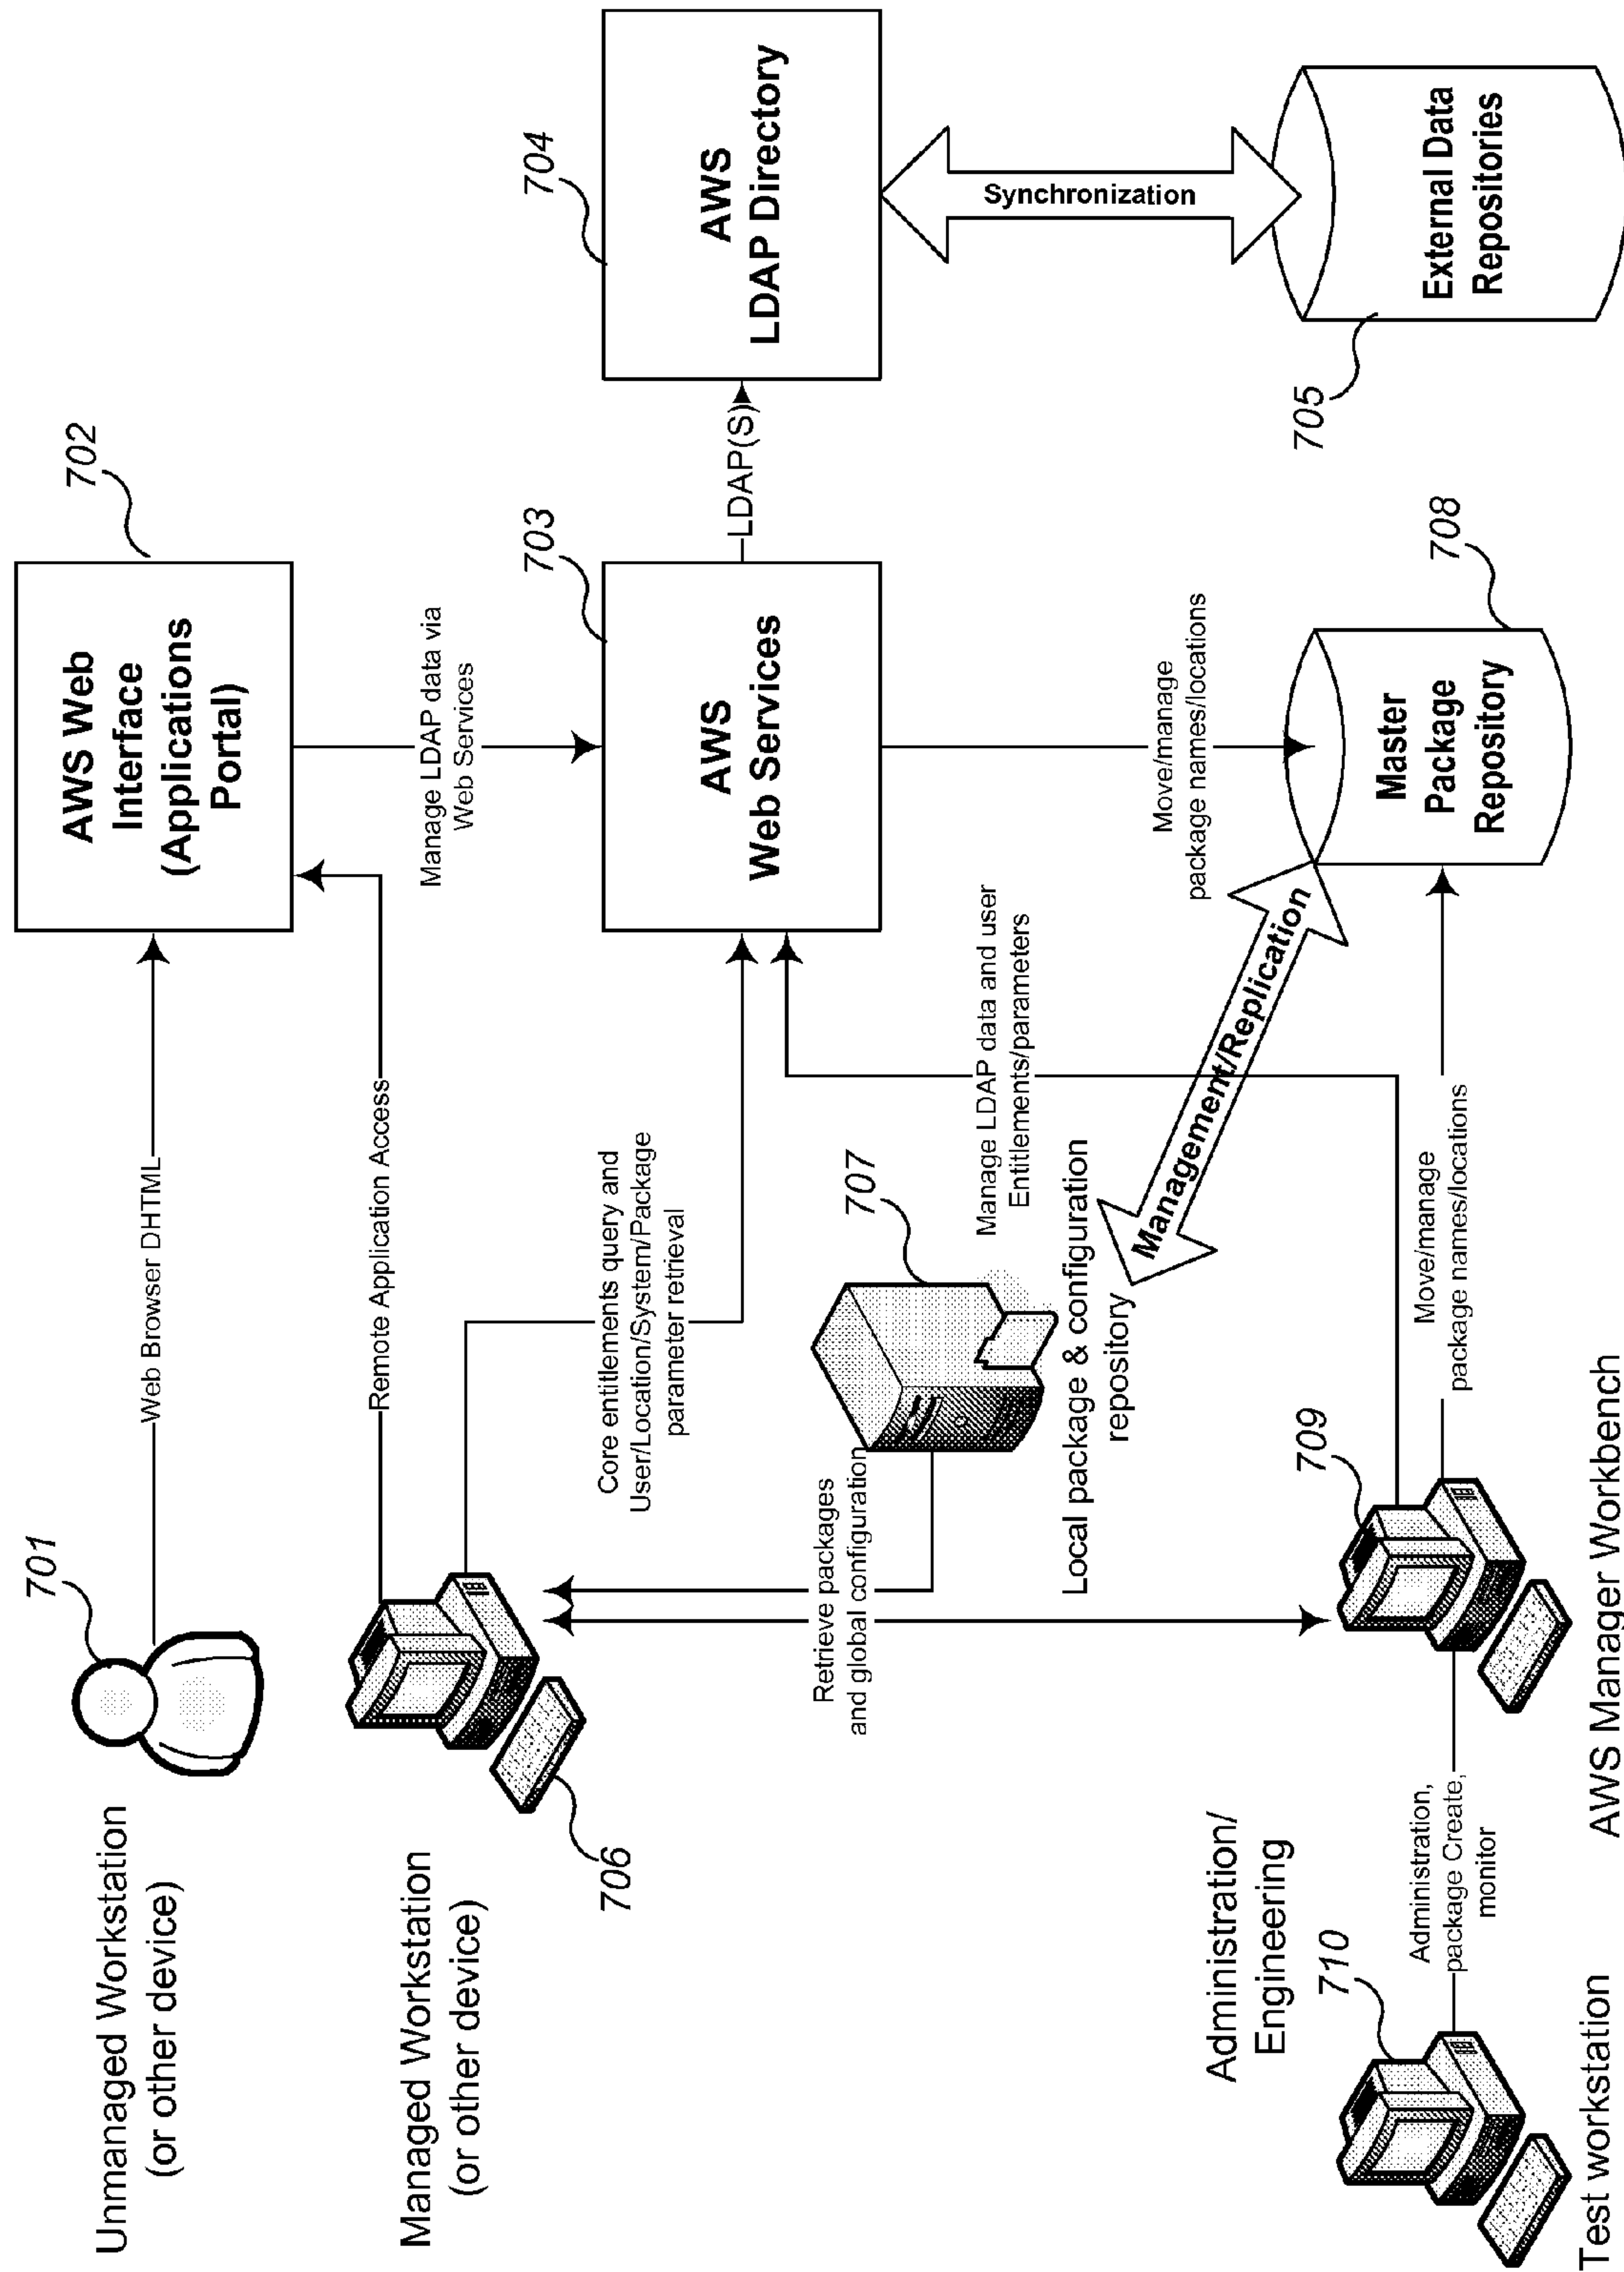 Unmanaged Workstation
(or other device)
701
Web Browser DHTML
AWS Web
Interface
(Applications
Portal)
702
Managed Workstation
(or other device)
706
Remote Application Access
Manage LDAP data via
Web Services
Core entitlements query and
User/Location/System/Package
parameter retrieval
AWS
Web Services
703
LDAP(S)
AWS
LDAP Directory
704
Synchronization
External Data
Repositories
705
Retrieve packages
and global configuration
707
Local package & configuration
repository
Manage LDAP data and user
Entitlements/parameters
Management/Replication
Move/manage
package names/locations
Master
Package
Repository
708
Administration/
Engineering
710
Test workstation
Administration,
package Create,
monitor
709
AWS Manager Workbench
Move/manage
package names/locations